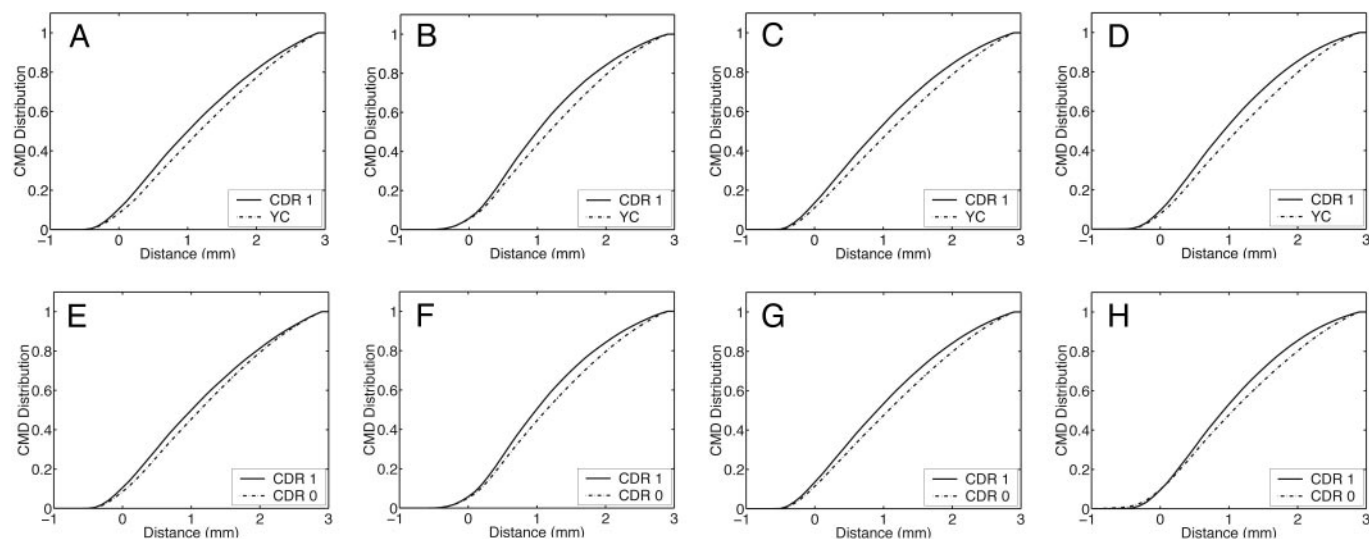 A
CMD Distribution
1
0.8
0.6
0.4
0.2
0
−1 0 1 2 3
Distance (mm)
CDR 1
YC
B
CMD Distribution
1
0.8
0.6
0.4
0.2
0
−1 0 1 2 3
Distance (mm)
CDR 1
YC
C
CMD Distribution
1
0.8
0.6
0.4
0.2
0
−1 0 1 2 3
Distance (mm)
CDR 1
YC
D
CMD Distribution
1
0.8
0.6
0.4
0.2
0
−1 0 1 2 3
Distance (mm)
CDR 1
YC
E
CMD Distribution
1
0.8
0.6
0.4
0.2
0
−1 0 1 2 3
Distance (mm)
CDR 1
CDR 0
F
CMD Distribution
1
0.8
0.6
0.4
0.2
0
−1 0 1 2 3
Distance (mm)
CDR 1
CDR 0
G
CMD Distribution
1
0.8
0.6
0.4
0.2
0
−1 0 1 2 3
Distance (mm)
CDR 1
CDR 0
H
CMD Distribution
1
0.8
0.6
0.4
0.2
0
−1 0 1 2 3
Distance (mm)
CDR 1
CDR 0